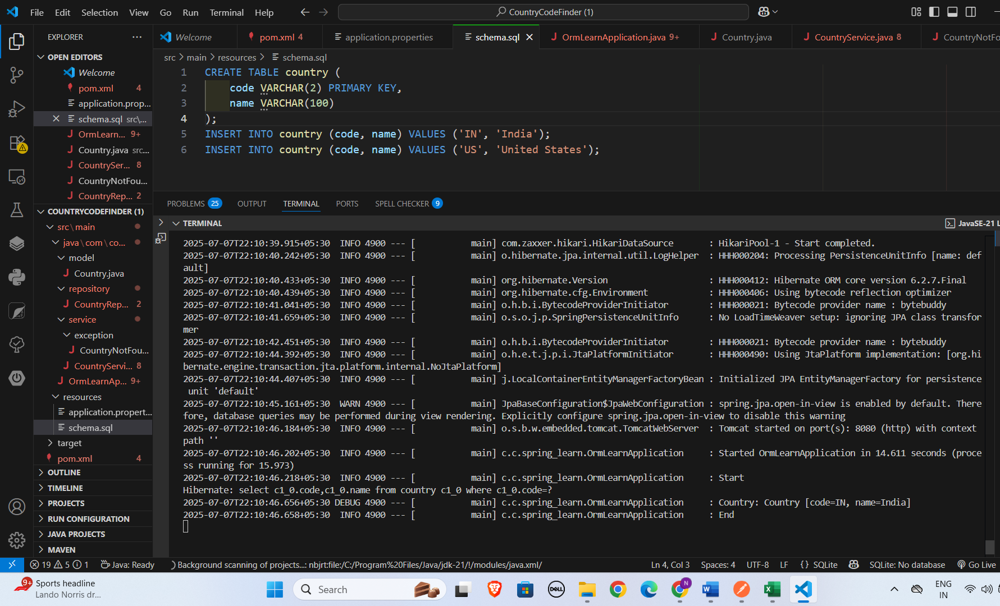 File Edit Selection View Go Run Terminal Help
CountryCodeFinder (1)
EXPLORER
OPEN EDITORS
Welcome
pom.xml 4
application.prop...
schema.sql src\...
OrmLearn... 9+
Country.java src...
CountrySer... 8
CountryNotFou...
CountryRep... 2
COUNTRYCODEFINDER (1)
src\main
java\com\co...
model
Country.java
repository
CountryRep... 2
service
exception
CountryNotFou...
CountryServi... 8
OrmLearnAp... 9+
resources
application.propert...
schema.sql
target
pom.xml 4
OUTLINE
TIMELINE
PROJECTS
RUN CONFIGURATION
JAVA PROJECTS
MAVEN
Welcome pom.xml 4 application.properties schema.sql OrmLearnApplication.java 9+ Country.java CountryService.java 8 CountryNotFo
src > main > resources > schema.sql
1 CREATE TABLE country (
2 code VARCHAR(2) PRIMARY KEY,
3 name VARCHAR(100)
4 );
5 INSERT INTO country (code, name) VALUES ('IN', 'India');
6 INSERT INTO country (code, name) VALUES ('US', 'United States');
PROBLEMS 25 OUTPUT TERMINAL PORTS SPELL CHECKER 9
TERMINAL
JavaSE-21 L
2025-07-07T22:10:39.915+05:30 INFO 4900 --- [ main] com.zaxxer.hikari.HikariDataSource : HikariPool-1 - Start completed.
2025-07-07T22:10:40.242+05:30 INFO 4900 --- [ main] o.hibernate.jpa.internal.util.LogHelper : HHH000204: Processing PersistenceUnitInfo [name: def
ault]
2025-07-07T22:10:40.433+05:30 INFO 4900 --- [ main] org.hibernate.Version : HHH000412: Hibernate ORM core version 6.2.7.Final
2025-07-07T22:10:40.439+05:30 INFO 4900 --- [ main] org.hibernate.cfg.Environment : HHH000406: Using bytecode reflection optimizer
2025-07-07T22:10:41.041+05:30 INFO 4900 --- [ main] o.h.b.i.BytecodeProviderInitiator : HHH000021: Bytecode provider name : bytebuddy
2025-07-07T22:10:41.659+05:30 INFO 4900 --- [ main] o.s.o.j.p.SpringPersistenceUnitInfo : No LoadTimeWeaver setup: ignoring JPA class transfor
mer
2025-07-07T22:10:42.451+05:30 INFO 4900 --- [ main] o.h.b.i.BytecodeProviderInitiator : HHH000021: Bytecode provider name : bytebuddy
2025-07-07T22:10:44.392+05:30 INFO 4900 --- [ main] o.h.e.t.j.p.i.JtaPlatformInitiator : HHH000490: Using JtaPlatform implementation: [org.hi
bernate.engine.transaction.jta.platform.internal.NoJtaPlatform]
2025-07-07T22:10:44.407+05:30 INFO 4900 --- [ main] j.LocalContainerEntityManagerFactoryBean : Initialized JPA EntityManagerFactory for persistence
unit 'default'
2025-07-07T22:10:45.161+05:30 WARN 4900 --- [ main] JpaBaseConfiguration$JpaWebConfiguration : spring.jpa.open-in-view is enabled by default. There
fore, database queries may be performed during view rendering. Explicitly configure spring.jpa.open-in-view to disable this warning
2025-07-07T22:10:46.184+05:30 INFO 4900 --- [ main] o.s.b.w.embedded.tomcat.TomcatWebServer : Tomcat started on port(s): 8080 (http) with context
path ''
2025-07-07T22:10:46.202+05:30 INFO 4900 --- [ main] c.c.spring_learn.OrmLearnApplication : Started OrmLearnApplication in 14.611 seconds (proce
ss running for 15.973)
2025-07-07T22:10:46.218+05:30 INFO 4900 --- [ main] c.c.spring_learn.OrmLearnApplication : Start
Hibernate: select c1_0.code,c1_0.name from country c1_0 where c1_0.code=?
2025-07-07T22:10:46.656+05:30 DEBUG 4900 --- [ main] c.c.spring_learn.OrmLearnApplication : Country: Country [code=IN, name=India]
2025-07-07T22:10:46.658+05:30 INFO 4900 --- [ main] c.c.spring_learn.OrmLearnApplication : End
19 5 1 Java: Ready Background scanning of projects...: nbjrt:file:/C:/Program%20Files/Java/jdk-21/!/modules/java.xml/ Ln 4, Col 3 Spaces: 4 UTF-8 LF {} SQLite SQLite: No database Go Live
9+ Sports headline
Lando Norris dr...
Search
DELL
N
W
X
ENG
IN